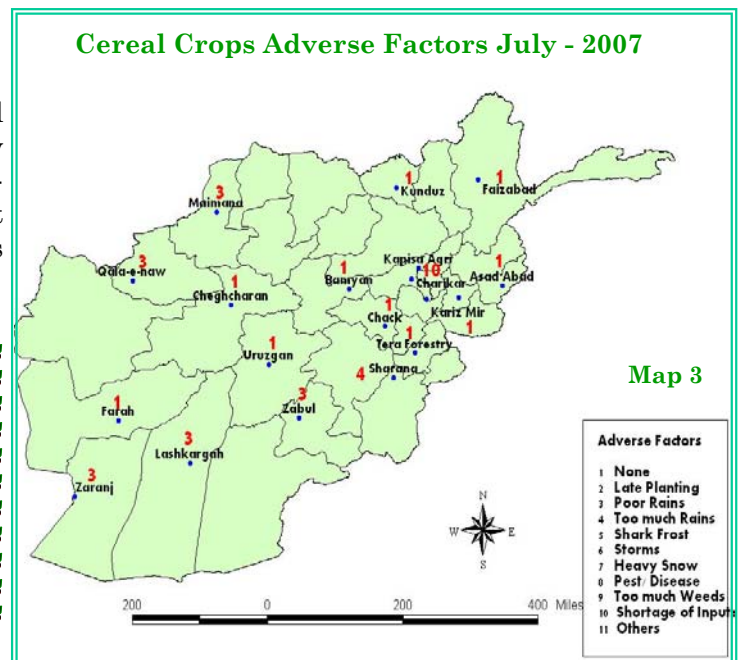 Cereal Crops Adverse Factors July - 2007
1
Faizabad
1
Kunduz
3
Maimana
3
Qala-e-naw
1
Cheghcharan
1
Bamiyan
Kapisa Agri
10
Charikar
1
Asad Abad
Kariz Mir
1
1
Chack
1
Tera Forestry
1
Uruzgan
4
Sharana
3
Zabul
1
Farah
3
Lashkargah
3
Zaranj
Map 3
Adverse Factors
1 None
2 Late Planting
3 Poor Rains
4 Too much Rains
5 Shark Frost
6 Storms
7 Heavy Snow
8 Pest/ Disease
9 Too much Weeds
10 Shortage of Inputs
11 Others
N
W E
S
200 0 200 400 Miles